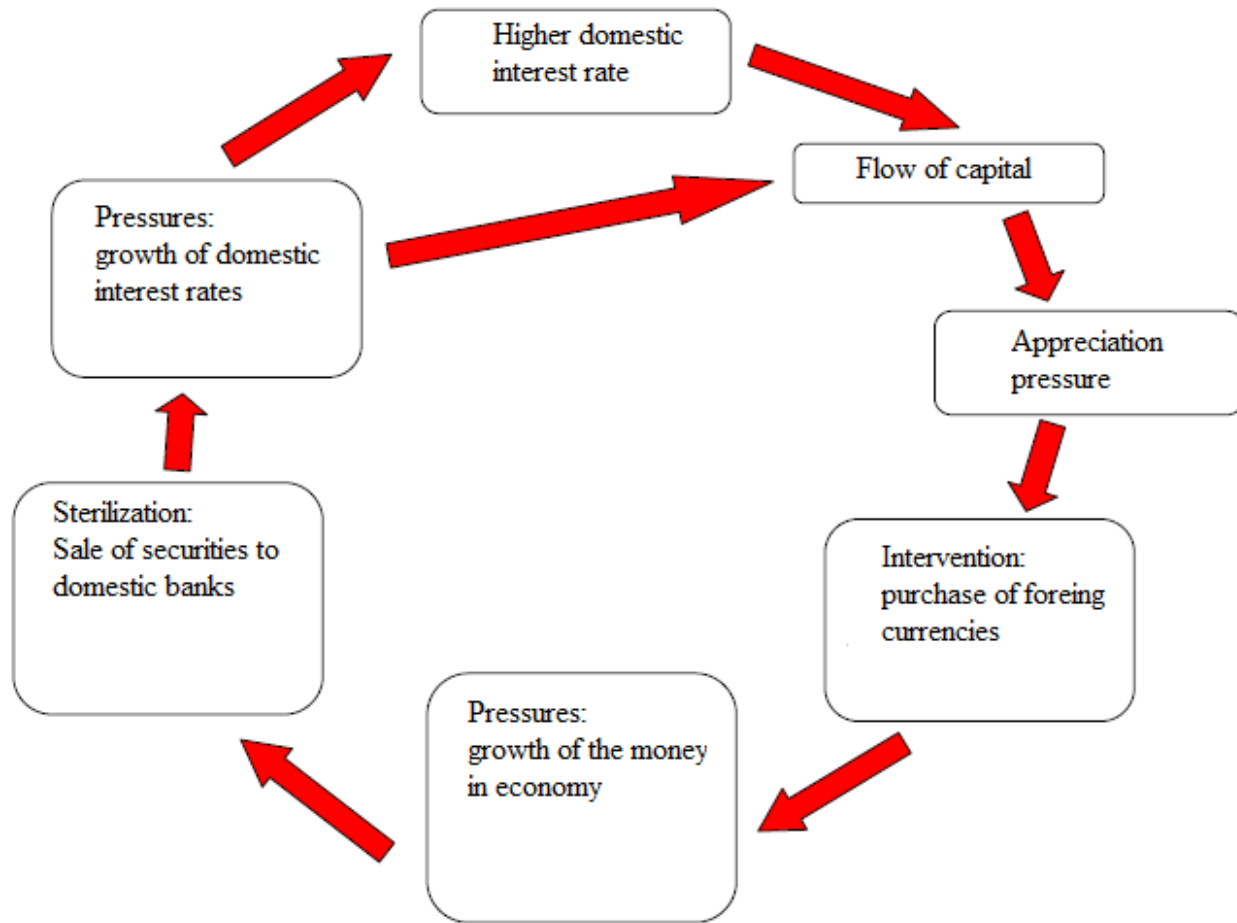 Higher domestic
interest rate
Flow of capital
Pressures:
growth of domestic
interest rates
Appreciation
pressure
Sterilization:
Sale of securities to
domestic banks
Intervention:
purchase of foreing
currencies
Pressures:
growth of the money
in economy